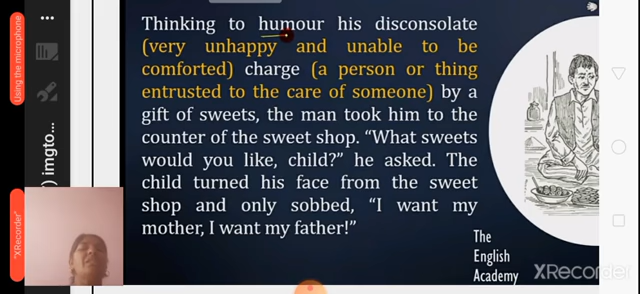 Thinking to humour his disconsolate
(very unhappy and unable to be
comforted) charge (a person or thing
entrusted to the care of someone) by a
gift of sweets, the man took him to the
counter of the sweet shop. “What sweets
would you like, child?” he asked. The
child turned his face from the sweet
shop and only sobbed, “I want my
mother, I want my father!”
The
English
Academy
XRecorder
Using the microphone
"XRecorder"
) imgto...